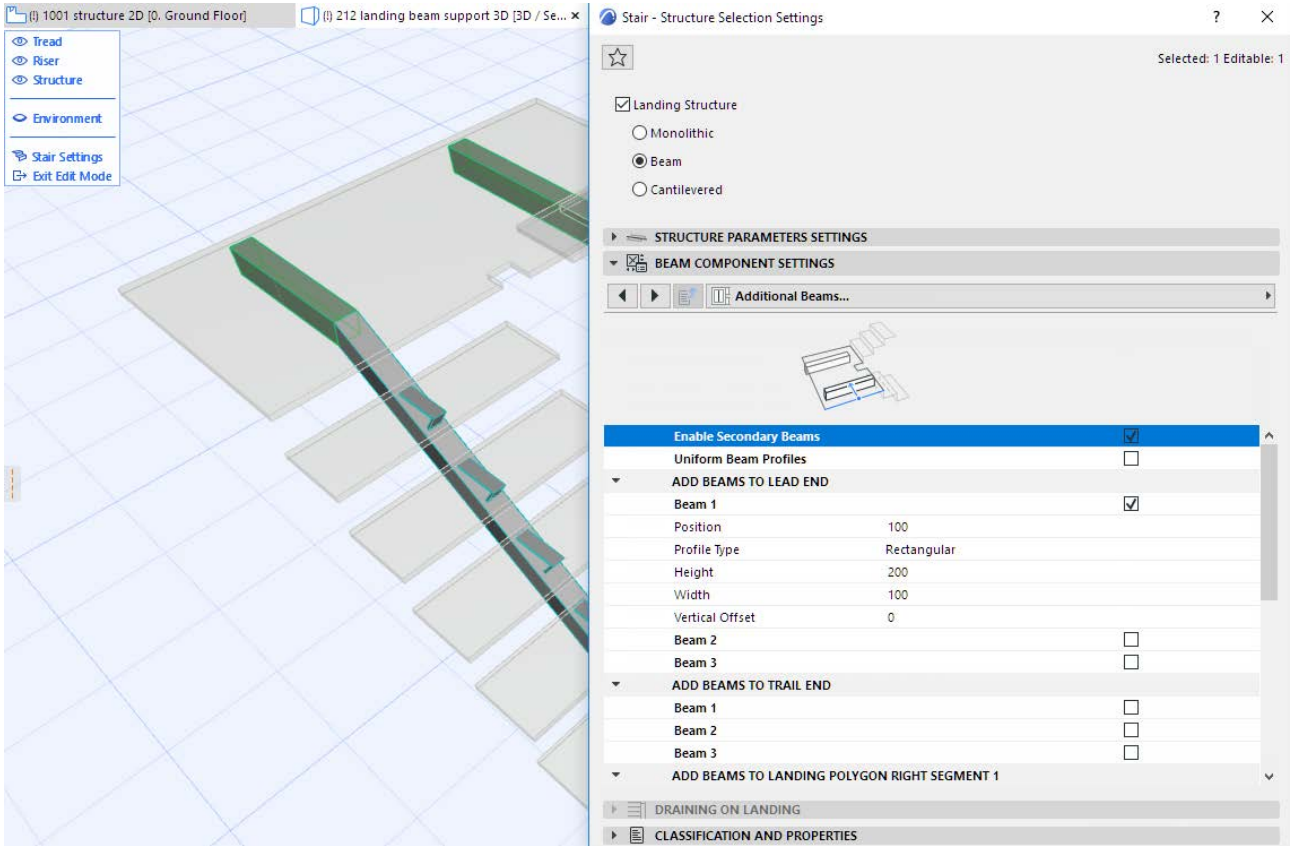 (!) 1001 structure 2D [0. Ground Floor]
(!) 212 landing beam support 3D [3D / Se...
Tread
Riser
Structure
Environment
Stair Settings
Exit Edit Mode
Stair - Structure Selection Settings
?
Selected: 1 Editable: 1
Landing Structure
Monolithic
Beam
Cantilevered
STRUCTURE PARAMETERS SETTINGS
BEAM COMPONENT SETTINGS
Additional Beams...
Enable Secondary Beams
Uniform Beam Profiles
ADD BEAMS TO LEAD END
Beam 1
Position 100
Profile Type Rectangular
Height 200
Width 100
Vertical Offset 0
Beam 2
Beam 3
ADD BEAMS TO TRAIL END
Beam 1
Beam 2
Beam 3
ADD BEAMS TO LANDING POLYGON RIGHT SEGMENT 1
DRAINING ON LANDING
CLASSIFICATION AND PROPERTIES